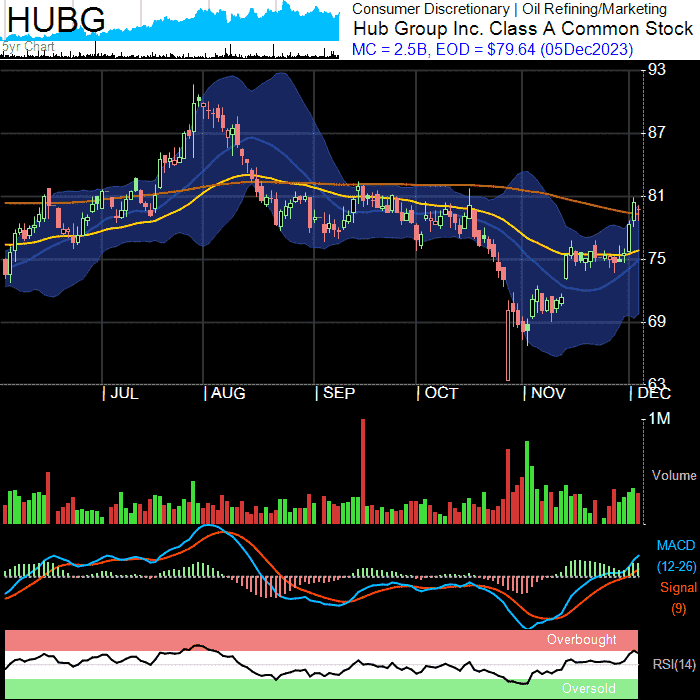 HUBG
5yr Chart
Consumer Discretionary | Oil Refining/Marketing
Hub Group Inc. Class A Common Stock
MC = 2.5B, EOD = $79.64 (05Dec2023)
93
87
81
75
69
63
JUL AUG SEP OCT NOV DEC
1M
Volume
MACD
(12-26)
Signal
(9)
Overbought
RSI(14)
Oversold